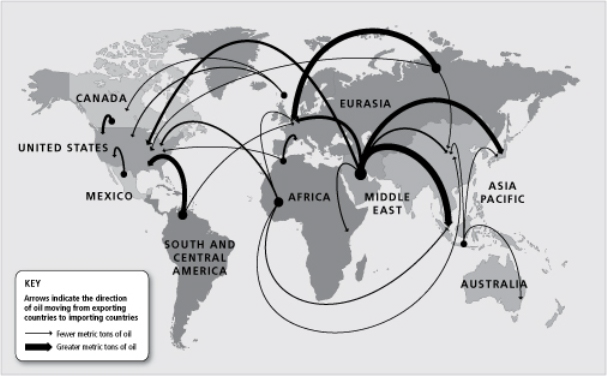 CANADA
EURASIA
UNITED STATES
MEXICO
AFRICA
MIDDLE
EAST
ASIA
PACIFIC
SOUTH AND
CENTRAL
AMERICA
AUSTRALIA
KEY
Arrows indicate the direction
of oil moving from exporting
countries to importing countries
Fewer metric tons of oil
Greater metric tons of oil